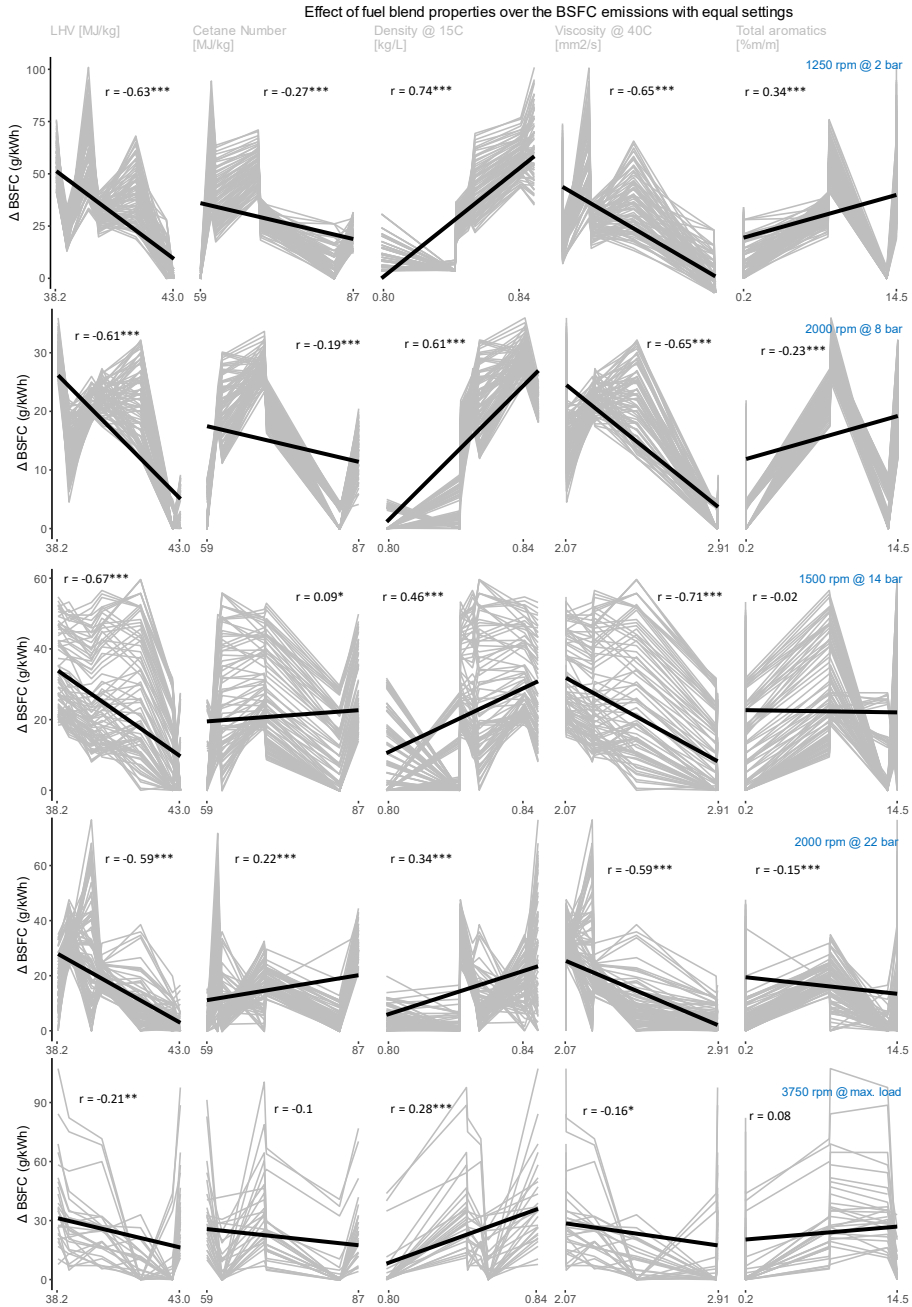 Effect of fuel blend properties over the BSFC emissions with equal settings
LHV [MJ/kg]
Cetane Number
[MJ/kg]
Density @ 15C
[kg/L]
Viscosity @ 40C
[mm2/s]
Total aromatics
[%m/m]
1250 rpm @ 2 bar
Δ BSFC (g/kWh)
100
75
50
25
0
r = -0.63***
r = -0.27***
r = 0.74***
r = -0.65***
r = 0.34***
38.2 43.0
59 87
0.80 0.84
0.2 14.5
2000 rpm @ 8 bar
Δ BSFC (g/kWh)
30
20
10
0
r = -0.61***
r = -0.19***
r = 0.61***
r = -0.65***
r = -0.23***
38.2 43.0
59 87
0.80 0.84
2.07 2.91
0.2 14.5
1500 rpm @ 14 bar
Δ BSFC (g/kWh)
60
40
20
0
r = -0.67***
r = 0.09*
r = 0.46***
r = -0.71***
r = -0.02
38.2 43.0
59 87
0.80 0.84
2.07 2.91
0.2 14.5
2000 rpm @ 22 bar
Δ BSFC (g/kWh)
60
40
20
0
r = -0. 59***
r = 0.22***
r = 0.34***
r = -0.59***
r = -0.15***
38.2 43.0
59 87
0.80 0.84
2.07 2.91
0.2 14.5
3750 rpm @ max. load
Δ BSFC (g/kWh)
90
60
30
0
r = -0.21**
r = -0.1
r = 0.28***
r = -0.16*
r = 0.08
38.2 43.0
59 87
0.80 0.84
2.07 2.91
0.2 14.5